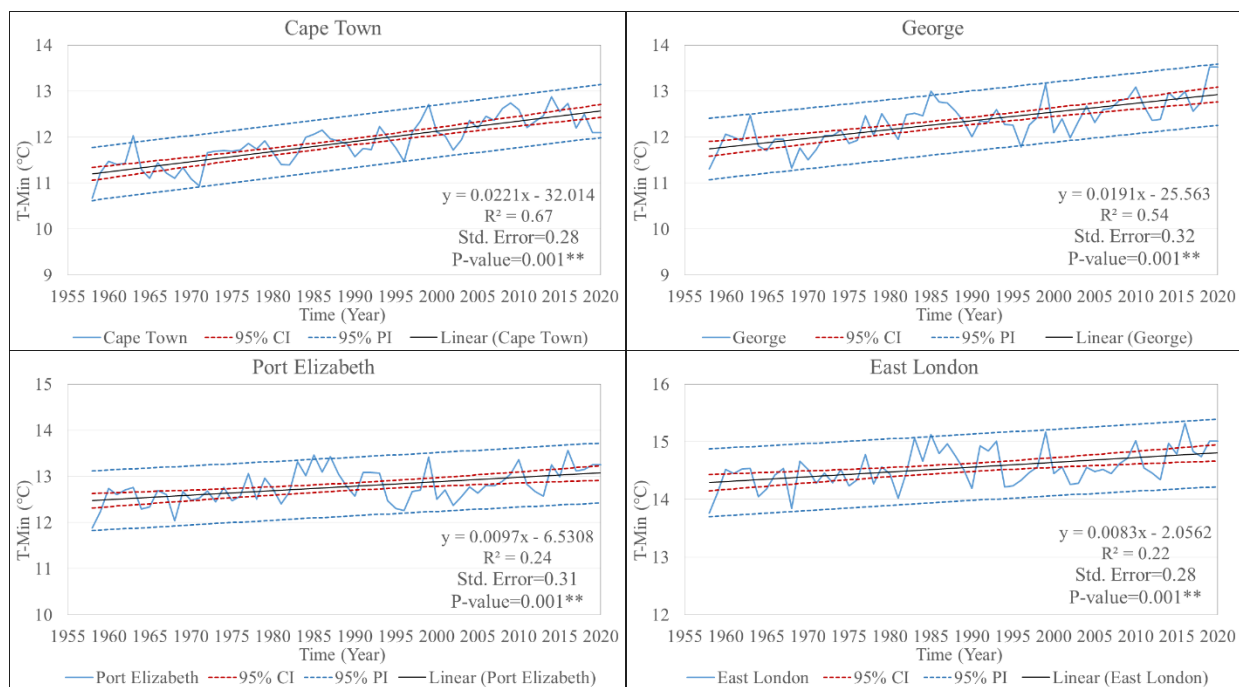 Cape Town
14
13
12
11
10
9
T-Min (°C)
y = 0.0221x - 32.014
R² = 0.67
Std. Error=0.28
P-value=0.001**
1955 1960 1965 1970 1975 1980 1985 1990 1995 2000 2005 2010 2015 2020
Time (Year)
Cape Town 95% CI 95% PI Linear (Cape Town)
George
14
13
12
11
10
9
T-Min (°C)
y = 0.0191x - 25.563
R² = 0.54
Std. Error=0.32
P-value=0.001**
1955 1960 1965 1970 1975 1980 1985 1990 1995 2000 2005 2010 2015 2020
Time (Year)
George 95% CI 95% PI Linear (George)
Port Elizabeth
15
14
13
12
11
10
T-Min (°C)
y = 0.0097x - 6.5308
R² = 0.24
Std. Error=0.31
P-value=0.001**
1955 1960 1965 1970 1975 1980 1985 1990 1995 2000 2005 2010 2015 2020
Time (Year)
Port Elizabeth 95% CI 95% PI Linear (Port Elizabeth)
East London
16
15
14
13
12
T-Min (°C)
y = 0.0083x - 2.0562
R² = 0.22
Std. Error=0.28
P-value=0.001**
1955 1960 1965 1970 1975 1980 1985 1990 1995 2000 2005 2010 2015 2020
Time (Year)
East London 95% CI 95% PI Linear (East London)